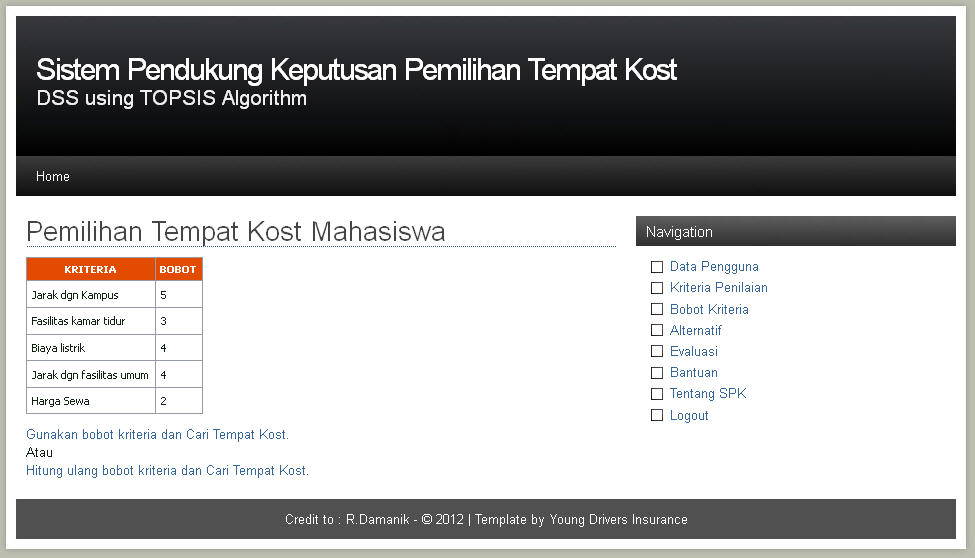 Sistem Pendukung Keputusan Pemilihan Tempat Kost
DSS using TOPSIS Algorithm
Home
Pemilihan Tempat Kost Mahasiswa
KRITERIA BOBOT
Jarak dgn Kampus 5
Fasilitas kamar tidur 3
Biaya listrik 4
Jarak dgn fasilitas umum 4
Harga Sewa 2
Gunakan bobot kriteria dan Cari Tempat Kost.
Atau
Hitung ulang bobot kriteria dan Cari Tempat Kost.
Navigation
Data Pengguna
Kriteria Penilaian
Bobot Kriteria
Alternatif
Evaluasi
Bantuan
Tentang SPK
Logout
Credit to : R.Damanik - © 2012 | Template by Young Drivers Insurance